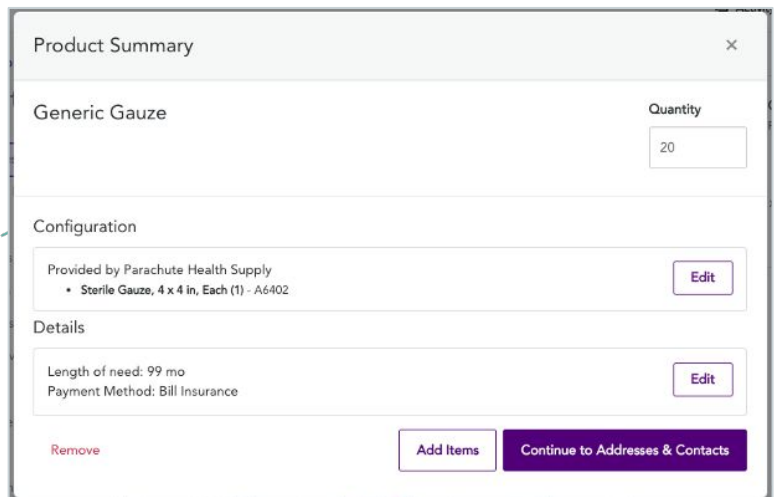 Product Summary
×
Generic Gauze
Quantity
20
Configuration
Provided by Parachute Health Supply
• Sterile Gauze, 4 x 4 in, Each (1) - A6402
Edit
Details
Length of need: 99 mo
Payment Method: Bill Insurance
Edit
Remove
Add Items
Continue to Addresses & Contacts